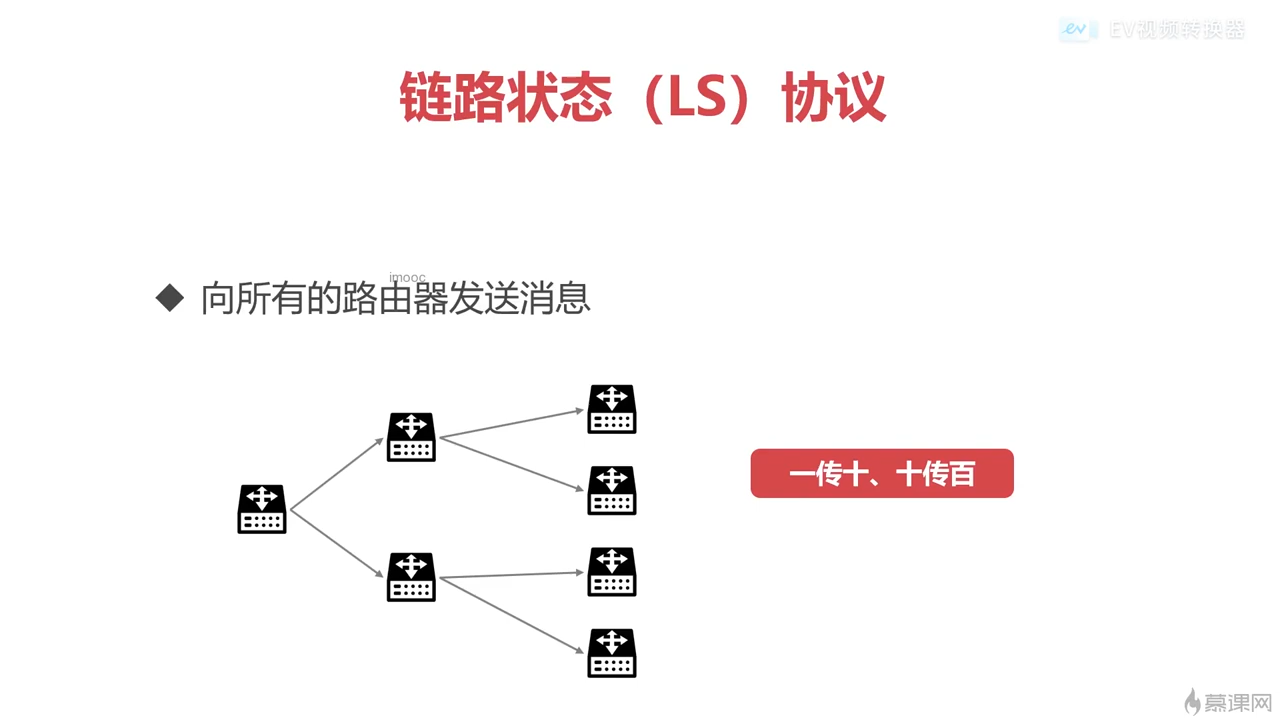 EV视频转换器
链路状态（LS）协议
imooc
◆ 向所有的路由器发送消息
一传十、十传百
慕课网